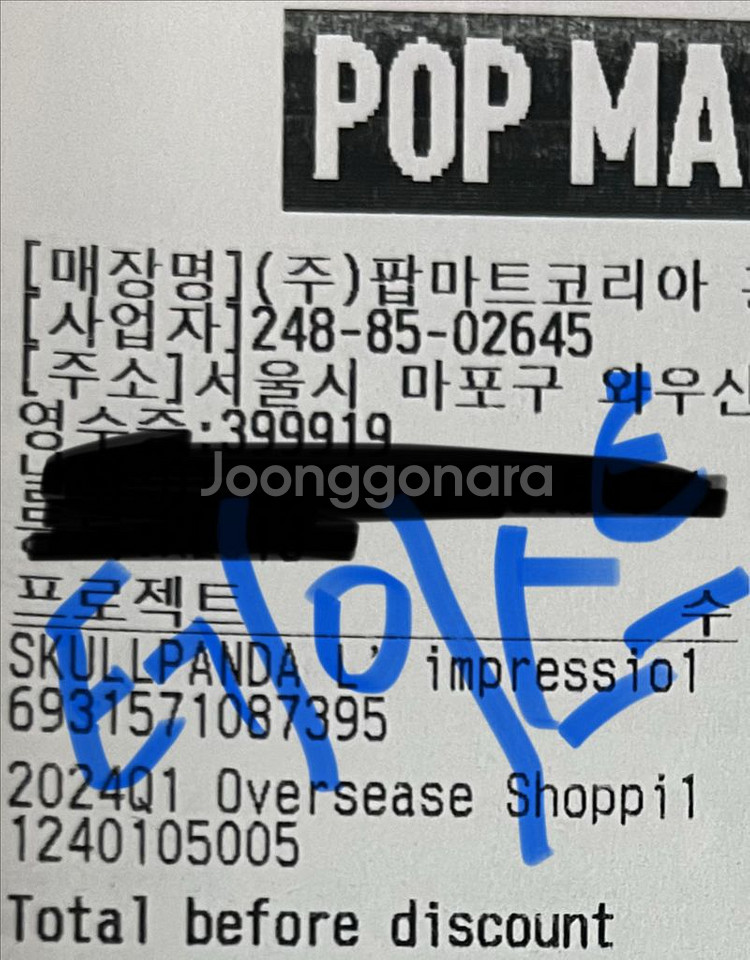 POP MA
[매장명](주)팝마트코리아
[사업자]248-85-02645
[주소]서울시 마포구 와우산
영수증:399919
Joonggonara
프로젝트 수
SKULLPANDA L' impressio1
6931571087395
2024Q1 Oversease Shoppi1
1240105005
Total before discount